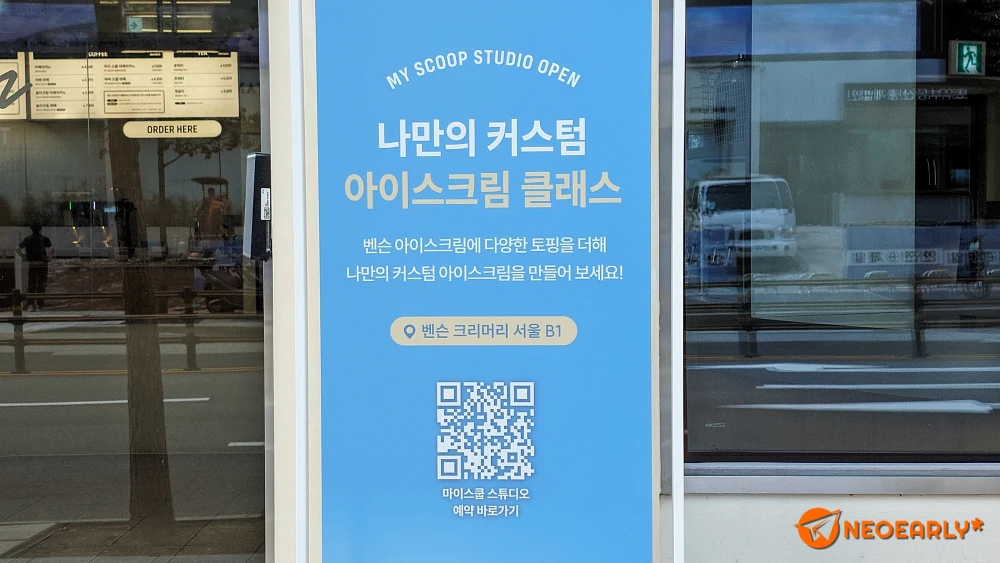 COFFEE
TEA
ORDER HERE
MY SCOOP STUDIO OPEN
나만의 커스텀
아이스크림 클래스
벤슨 아이스크림에 다양한 토핑을 더해
나만의 커스텀 아이스크림을 만들어 보세요!
벤슨 크리머리 서울 B1
마이스쿱 스튜디오
예약 바로가기
NEOEARLY*